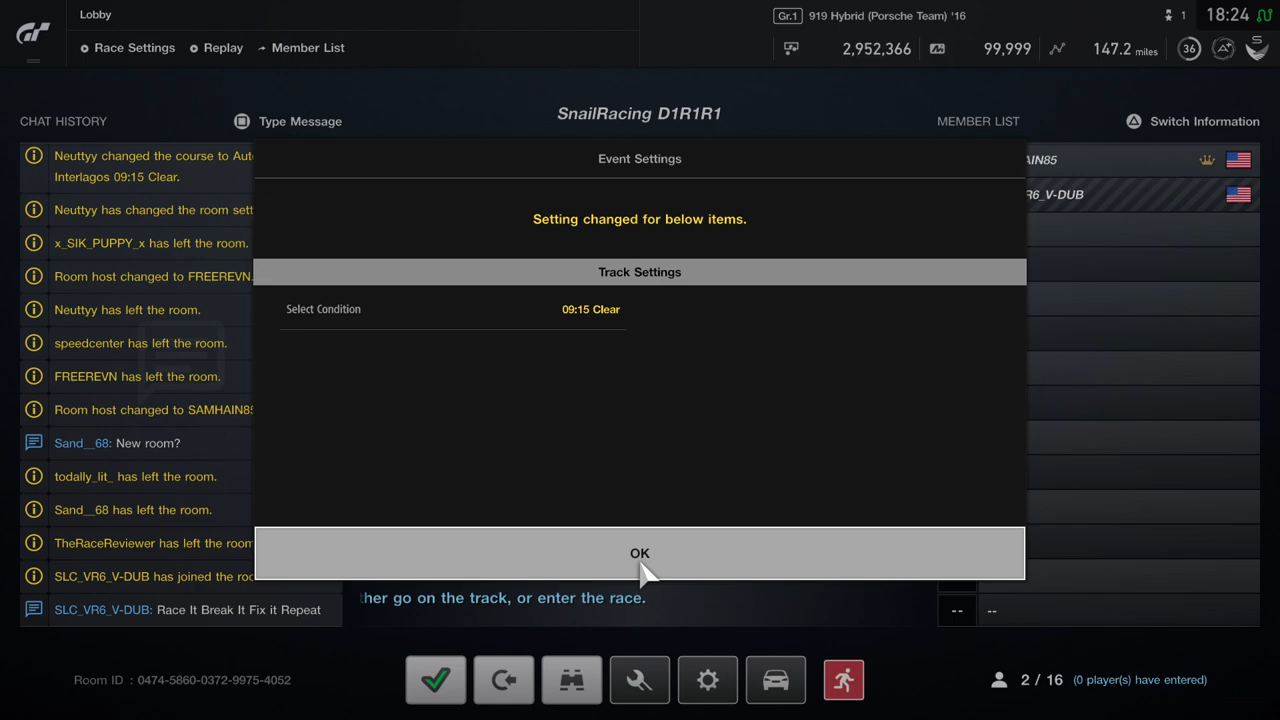 Lobby
Gr.1 919 Hybrid (Porsche Team) '16
1 18:24
Race Settings Replay Member List
2,952,366 99,999 147.2 miles 36 A+ S
CHAT HISTORY Type Message
SnailRacing D1R1R1
MEMBER LIST Switch Information
Neuttyy changed the course to Aut
Interlagos 09:15 Clear.
Neuttyy has changed the room sett
x_SIK_PUPPY_x has left the room.
Room host changed to FREEREVN.
Neuttyy has left the room.
speedcenter has left the room.
FREEREVN has left the room.
Room host changed to SAMHAIN85
Sand__68: New room?
todally_lit_ has left the room.
Sand__68 has left the room.
TheRaceReviewer has left the room
SLC_VR6_V-DUB has joined the roo
SLC_VR6_V-DUB: Race It Break It Fix it Repeat
Event Settings
Setting changed for below items.
Track Settings
Select Condition 09:15 Clear
OK
ther go on the track, or enter the race.
AIN85
R6_V-DUB
-- --
Room ID : 0474-5860-0372-9975-4052
2 / 16 (0 player(s) have entered)